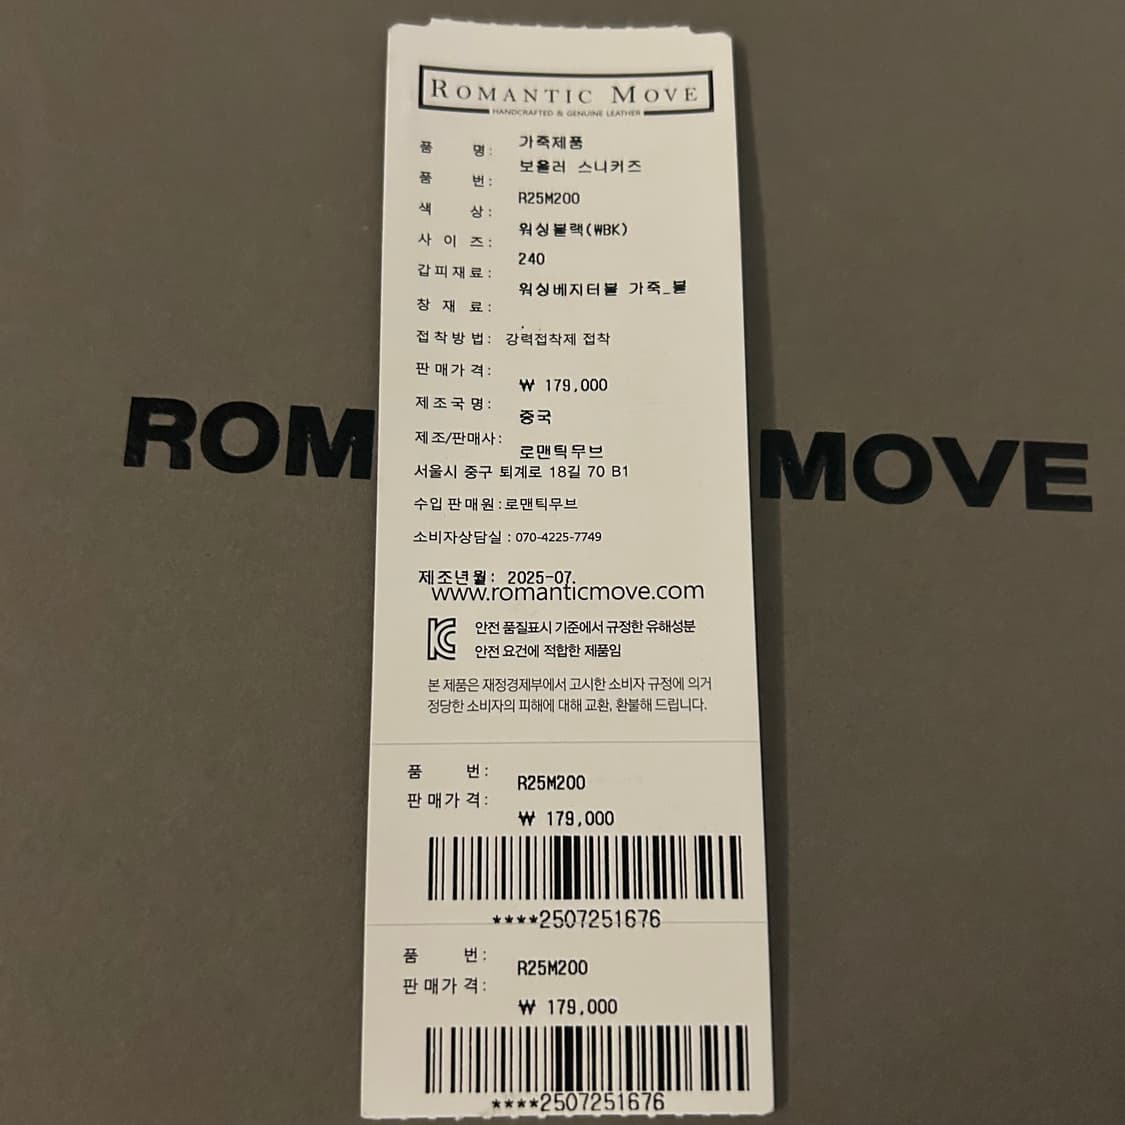 ROMANTIC MOVE
HANDCRAFTED & GENUINE LEATHER
품 명: 가죽제품
보울러 스니커즈
품 번: R25M200
색 상: 워싱블랙(WBK)
사 이 즈: 240
갑피재료: 워싱베지터블 가죽_블
창 재 료:
접착방법: 강력접착제 접착
판매가격: ₩ 179,000
제조국명: 중국
제조/판매사: 로맨틱무브
서울시 중구 퇴계로 18길 70 B1
수입판매원:로맨틱무브
소비자상담실 : 070-4225-7749
제조년월: 2025-07.
www.romanticmove.com
안전 품질표시 기준에서 규정한 유해성분
안전 요건에 적합한 제품임
본 제품은 재정경제부에서 고시한 소비자 규정에 의거
정당한 소비자의 피해에 대해 교환, 환불해 드립니다.
품 번: R25M200
판매가격: ₩ 179,000
****2507251676
품 번: R25M200
판매가격: ₩ 179,000
****2507251676
ROM MOVE